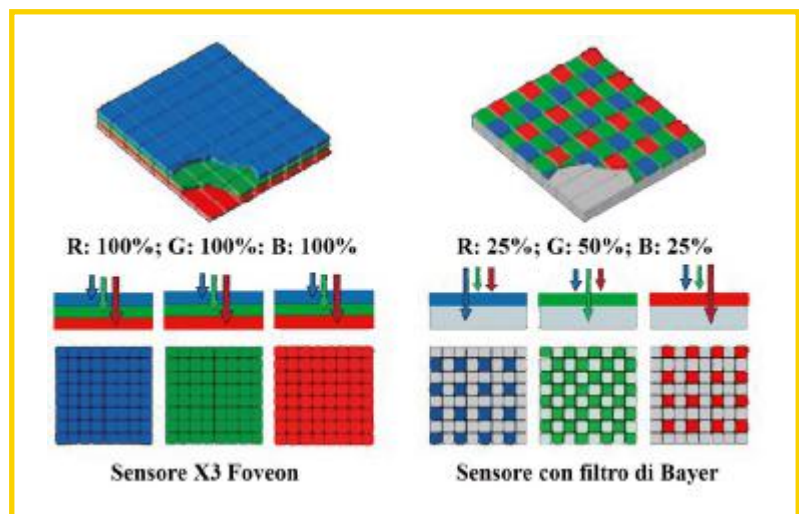 R: 100%; G: 100%: B: 100%
R: 25%; G: 50%; B: 25%
Sensore X3 Foveon
Sensore con filtro di Bayer